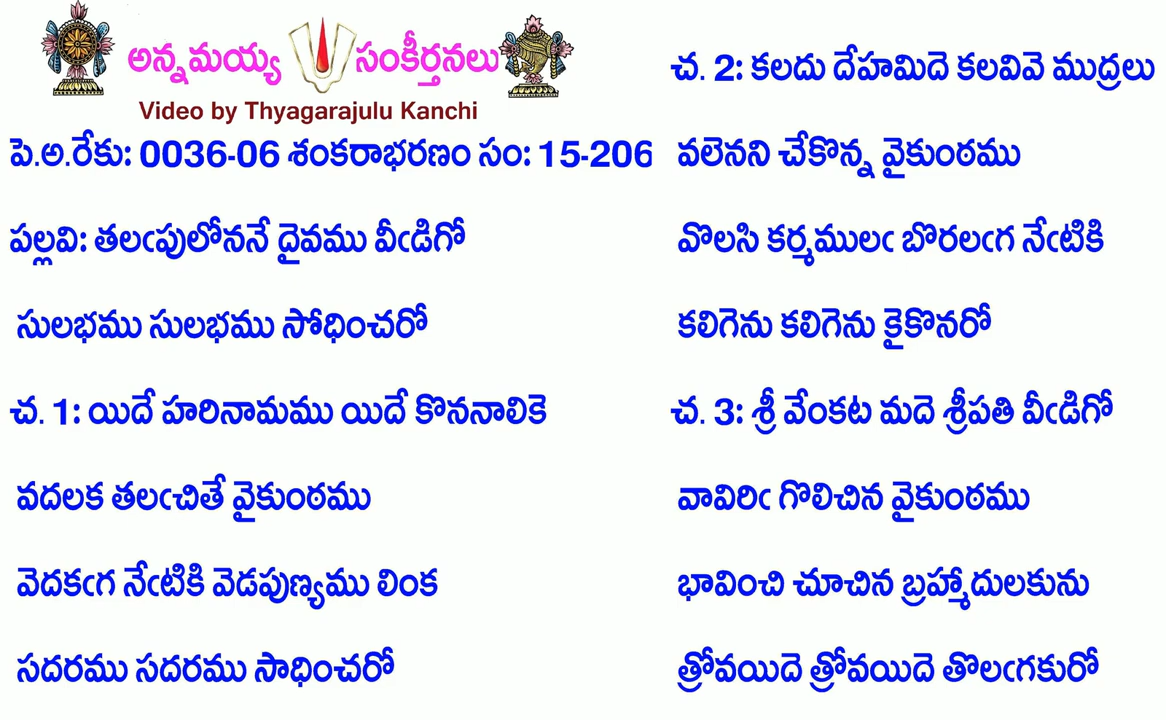 అన్నమయ్య సంకీర్తనలు
Video by Thyagarajulu Kanchi
పె.అ.రేకు: 0036-06 శంకరాభరణం సం: 15-206
పల్లవి: తలఁపులోననే దైవము వీఁడిగో
సులభము సులభము సోధించరో
చ. 1: యిదే హరినామము యిదే కొననాలికె
వదలక తలఁచితే వైకుంఠము
వెదకఁగ నేఁటికి వెడపుణ్యము లింక
సదరము సదరము సాధించరో
చ. 2: కలదు దేహమిదె కలవివె ముద్రలు
వలెనని చేకొన్న వైకుంఠము
వొలసి కర్మములఁ బొరలఁగ నేఁటికి
కలిగెను కలిగెను కైకొనరో
చ. 3: శ్రీ వేంకట మదె శ్రీపతి వీఁడిగో
వావిరిఁ గొలిచిన వైకుంఠము
భావించి చూచిన బ్రహ్మాదులకును
త్రోవయిదె త్రోవయిదె తొలఁగకురో